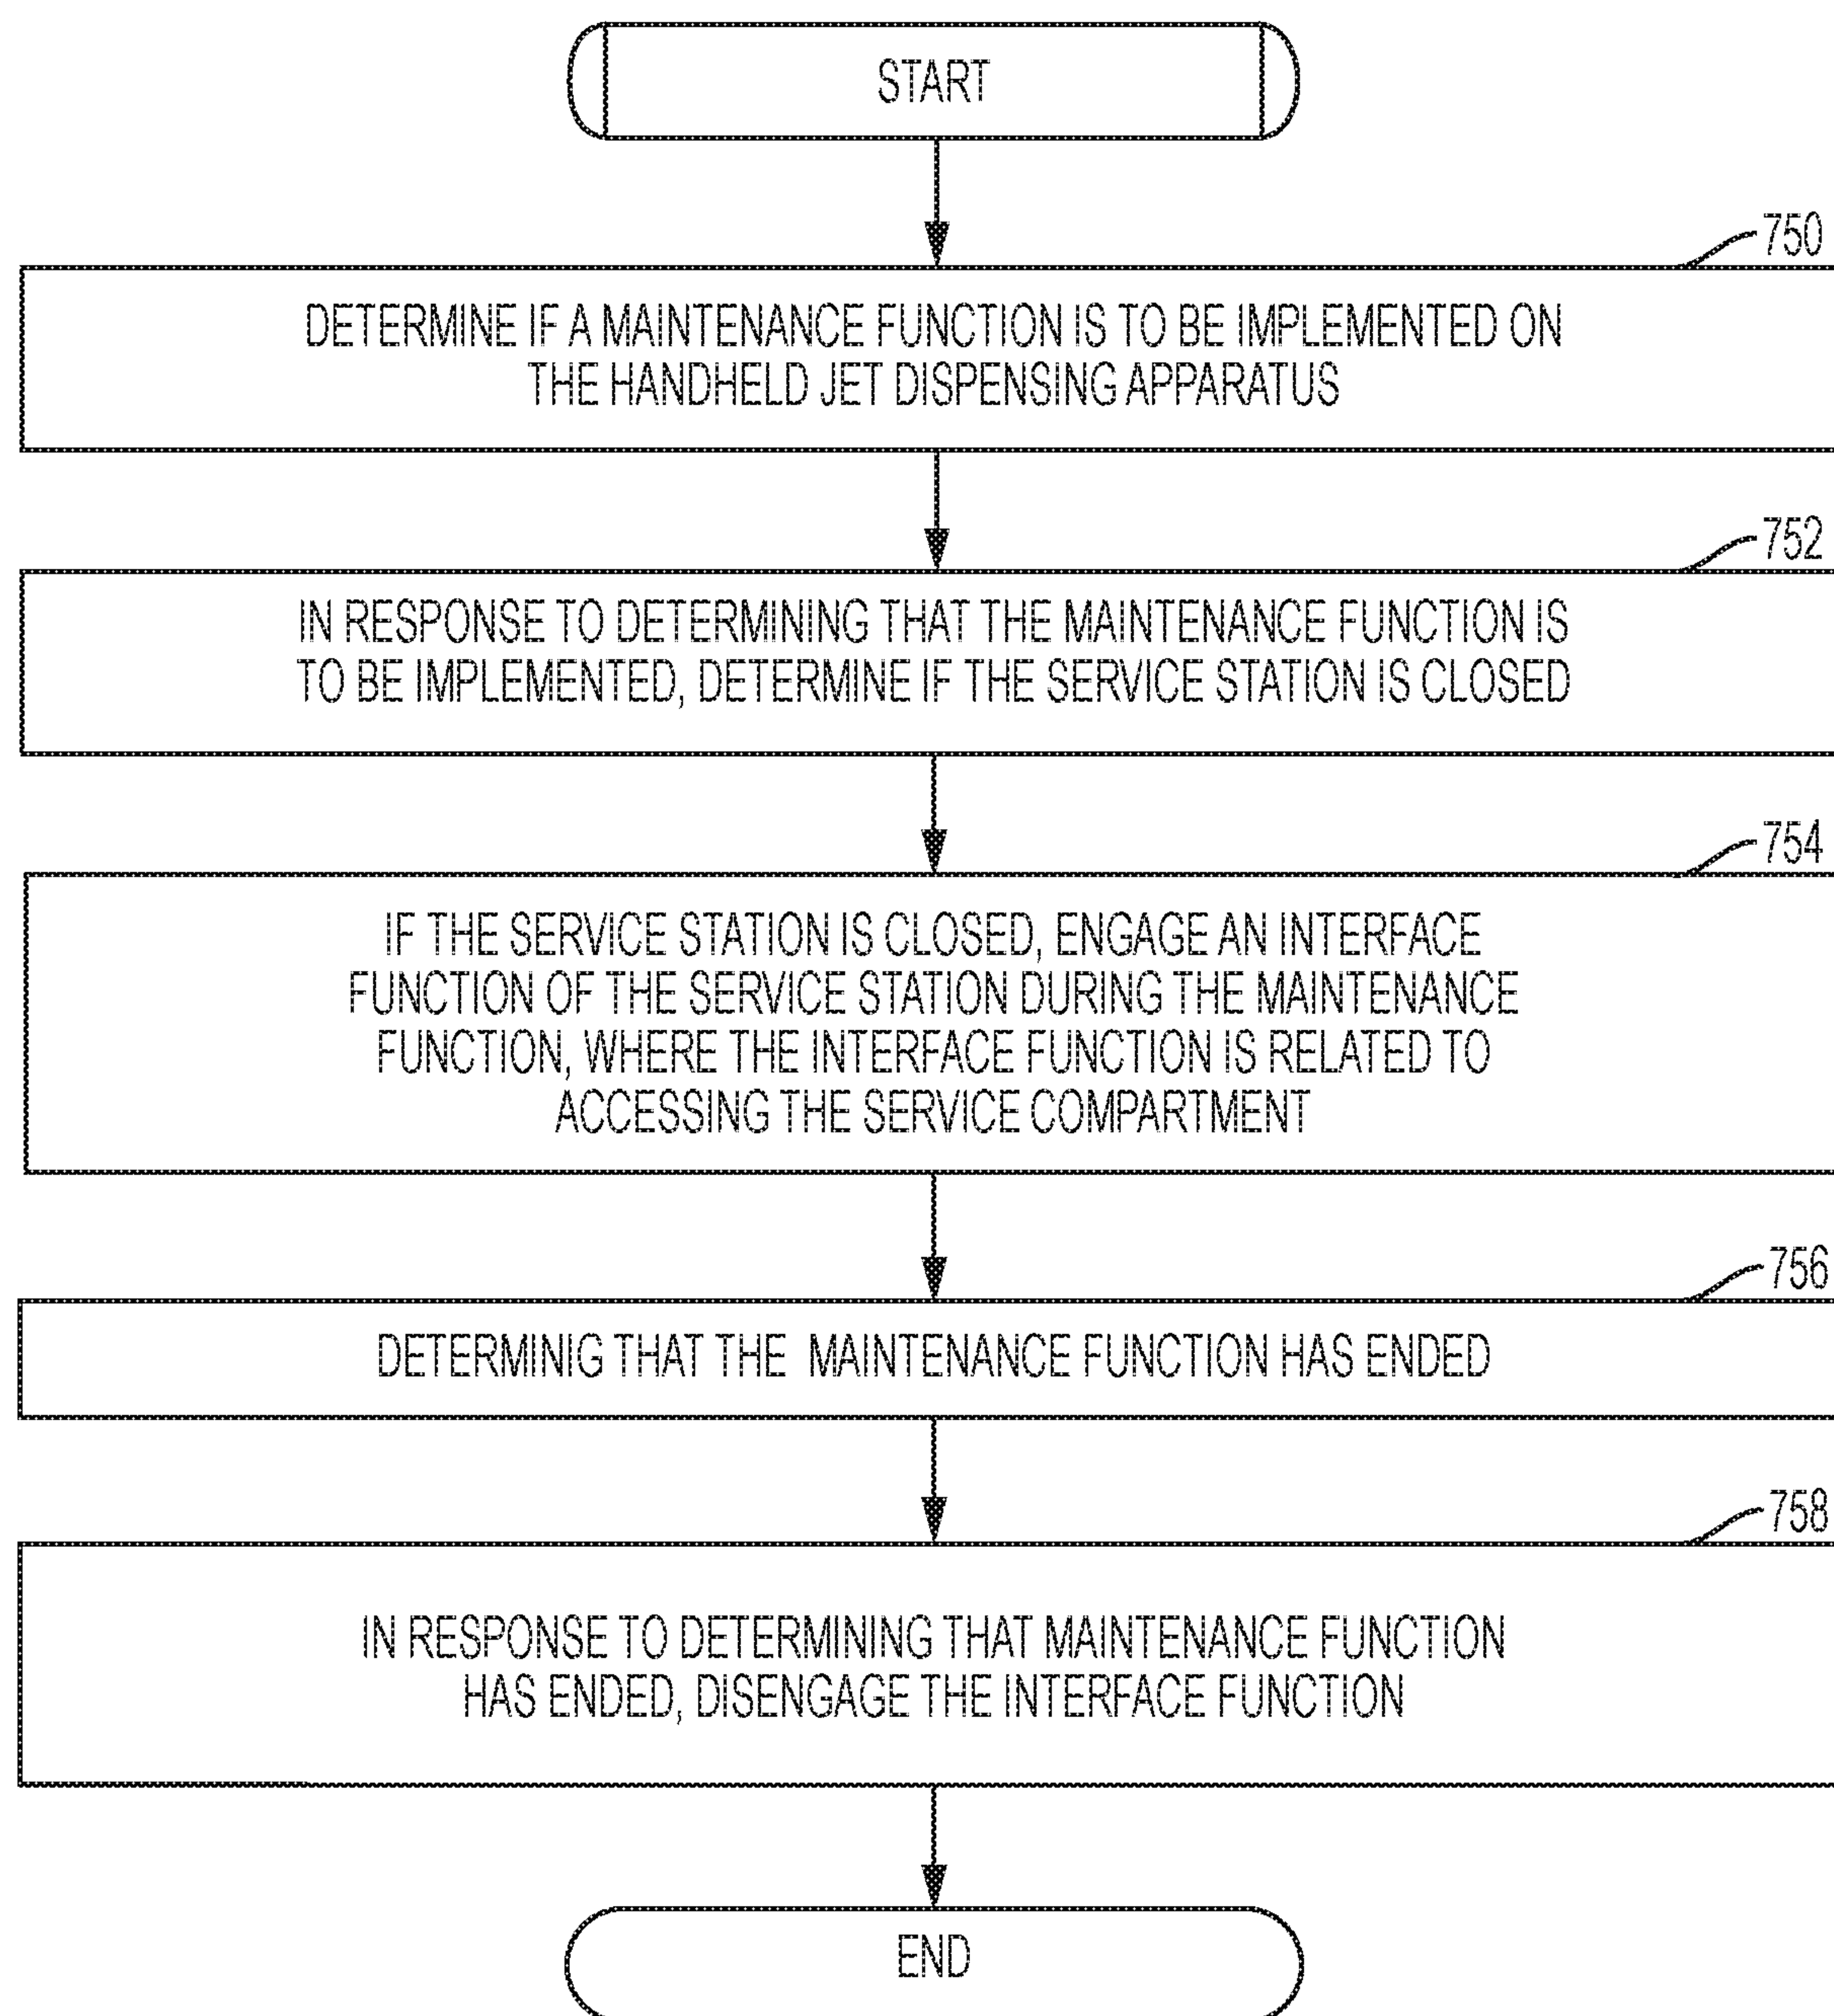 START
750
DETERMINE IF A MAINTENANCE FUNCTION IS TO BE IMPLEMENTED ON
THE HANDHELD JET DISPENSING APPARATUS
752
IN RESPONSE TO DETERMINING THAT THE MAINTENANCE FUNCTION IS
TO BE IMPLEMENTED, DETERMINE IF THE SERVICE STATION IS CLOSED
754
IF THE SERVICE STATION IS CLOSED, ENGAGE AN INTERFACE
FUNCTION OF THE SERVICE STATION DURING THE MAINTENANCE
FUNCTION, WHERE THE INTERFACE FUNCTION IS RELATED TO
ACCESSING THE SERVICE COMPARTMENT
756
DETERMINIG THAT THE MAINTENANCE FUNCTION HAS ENDED
758
IN RESPONSE TO DETERMINING THAT MAINTENANCE FUNCTION
HAS ENDED, DISENGAGE THE INTERFACE FUNCTION
END